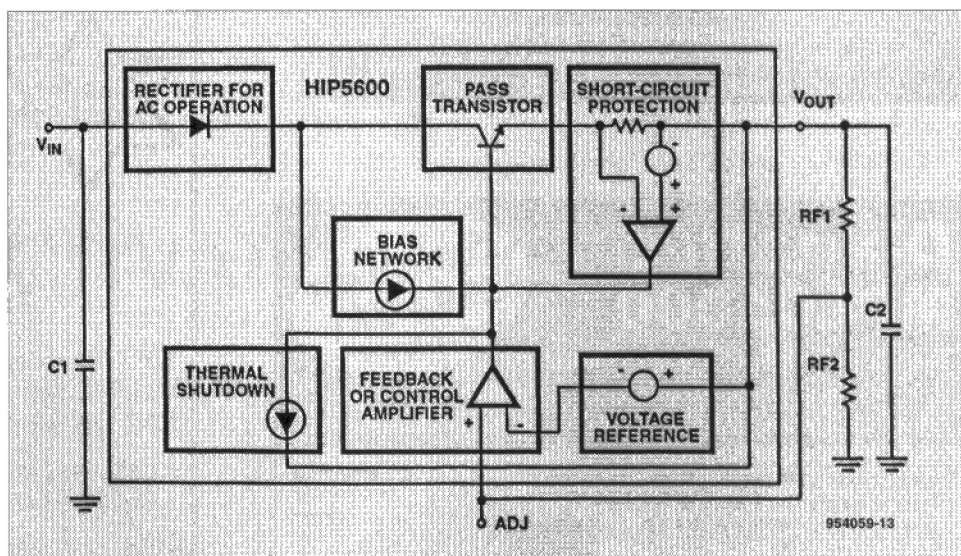 RECTIFIER FOR
AC OPERATION
HIP5600
PASS
TRANSISTOR
SHORT-CIRCUIT
PROTECTION
VOUT
VIN
-
+
-
+
RF1
BIAS
NETWORK
C2
C1
THERMAL
SHUTDOWN
FEEDBACK
OR CONTROL
AMPLIFIER
+
-
-
+
VOLTAGE
REFERENCE
RF2
ADJ
954059-13